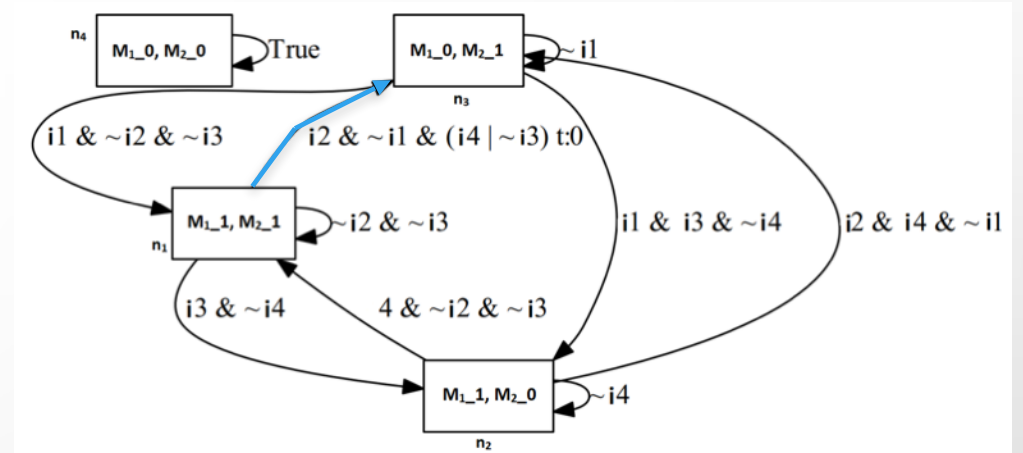 n₄
M₁_0, M₂_0
True
M₁_0, M₂_1
~ i1
n₃
i1 & ~i2 & ~i3
i2 & ~i1 & (i4 | ~i3) t:0
M₁_1, M₂_1
n₁
~i2 & ~i3
i1 & i3 & ~i4
i2 & i4 & ~ i1
i3 & ~i4
4 & ~i2 & ~i3
M₁_1, M₂_0
~i4
n₂